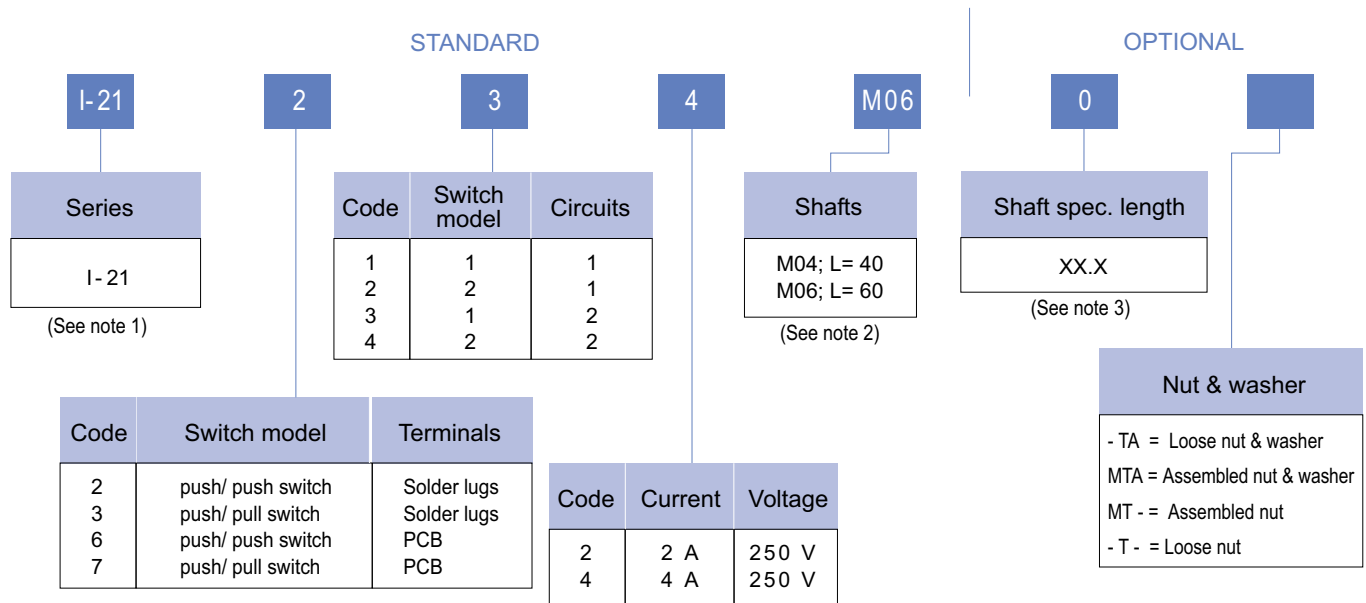 STANDARD
OPTIONAL
I-21 2 3 4 M06 0
Series
I-21
(See note 1)
Code Switch model Circuits
1 1 1
2 2 1
3 1 2
4 2 2
Shafts
M04; L= 40
M06; L= 60
(See note 2)
Shaft spec. length
XX.X
(See note 3)
Code Switch model Terminals
2 push/ push switch Solder lugs
3 push/ pull switch Solder lugs
6 push/ push switch PCB
7 push/ pull switch PCB
Code Current Voltage
2 2 A 250 V
4 4 A 250 V
Nut & washer
- TA = Loose nut & washer
MTA = Assembled nut & washer
MT - = Assembled nut
- T - = Loose nut